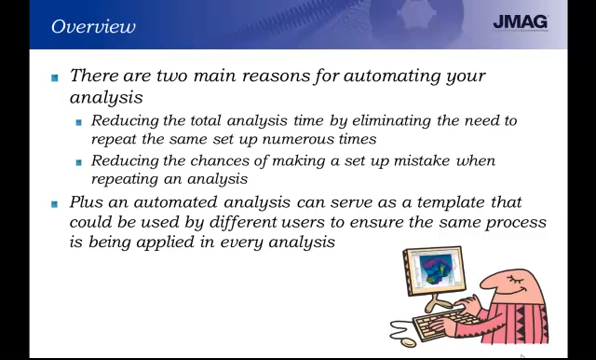 Overview
JMAG
There are two main reasons for automating your
analysis
Reducing the total analysis time by eliminating the need to
repeat the same set up numerous times
Reducing the chances of making a set up mistake when
repeating an analysis
Plus an automated analysis can serve as a template that
could be used by different users to ensure the same process
is being applied in every analysis